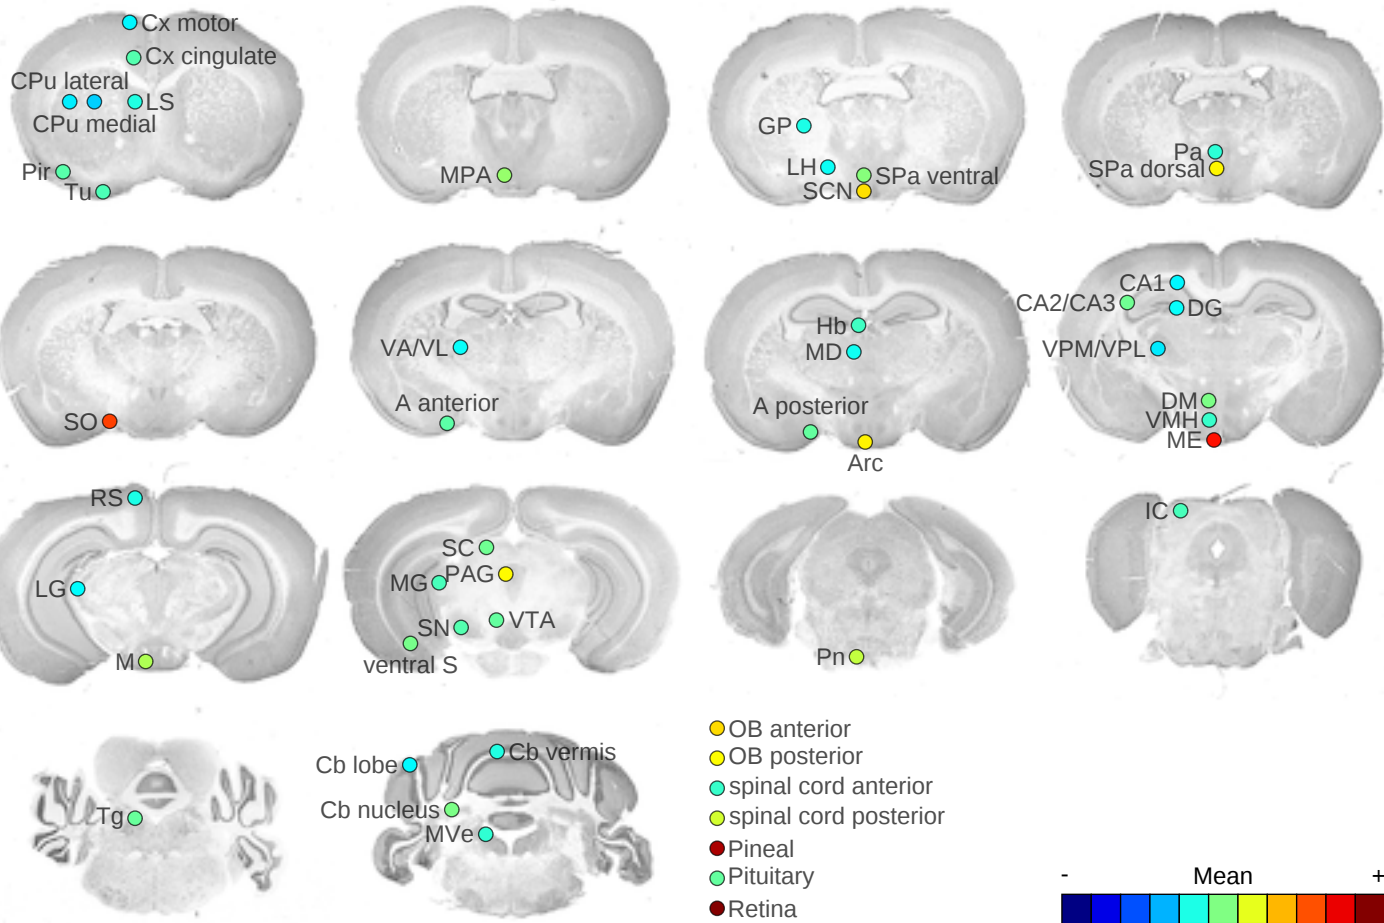 Cx motor
Cx cingulate
CPu lateral
LS
CPu medial
Pir
Tu
MPA
GP
LH
SPa ventral
SCN
Pa
SPa dorsal
SO
VA/VL
A anterior
Hb
MD
A posterior
Arc
CA1
CA2/CA3
DG
VPM/VPL
DM
VMH
ME
RS
LG
M
SC
MG
PAG
SN
VTA
ventral S
Pn
IC
Tg
Cb lobe
Cb vermis
Cb nucleus
MVe
OB anterior
OB posterior
spinal cord anterior
spinal cord posterior
Pineal
Pituitary
Retina
- Mean +